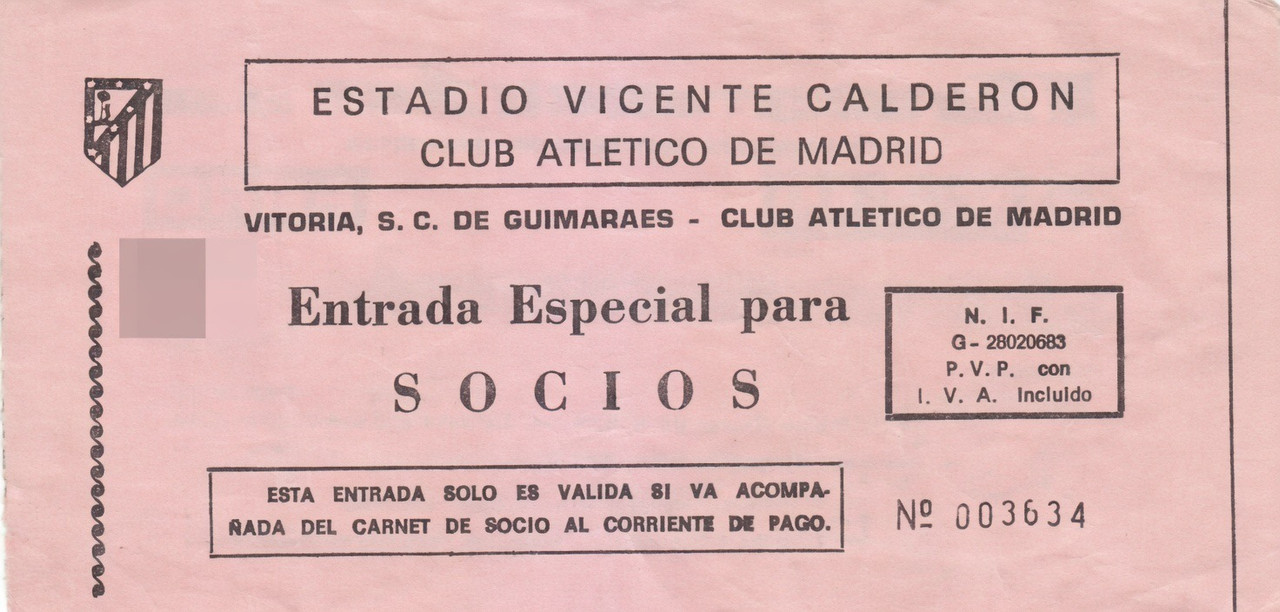 ESTADIO VICENTE CALDERON
CLUB ATLETICO DE MADRID
VITORIA, S. C. DE GUIMARAES - CLUB ATLETICO DE MADRID
Entrada Especial para
SOCIOS
N. I. F.
G - 28020683
P. V. P. con
I. V. A. Incluido
ESTA ENTRADA SOLO ES VALIDA SI VA ACOMPA-
ÑADA DEL CARNET DE SOCIO AL CORRIENTE DE PAGO.
Nº 003634